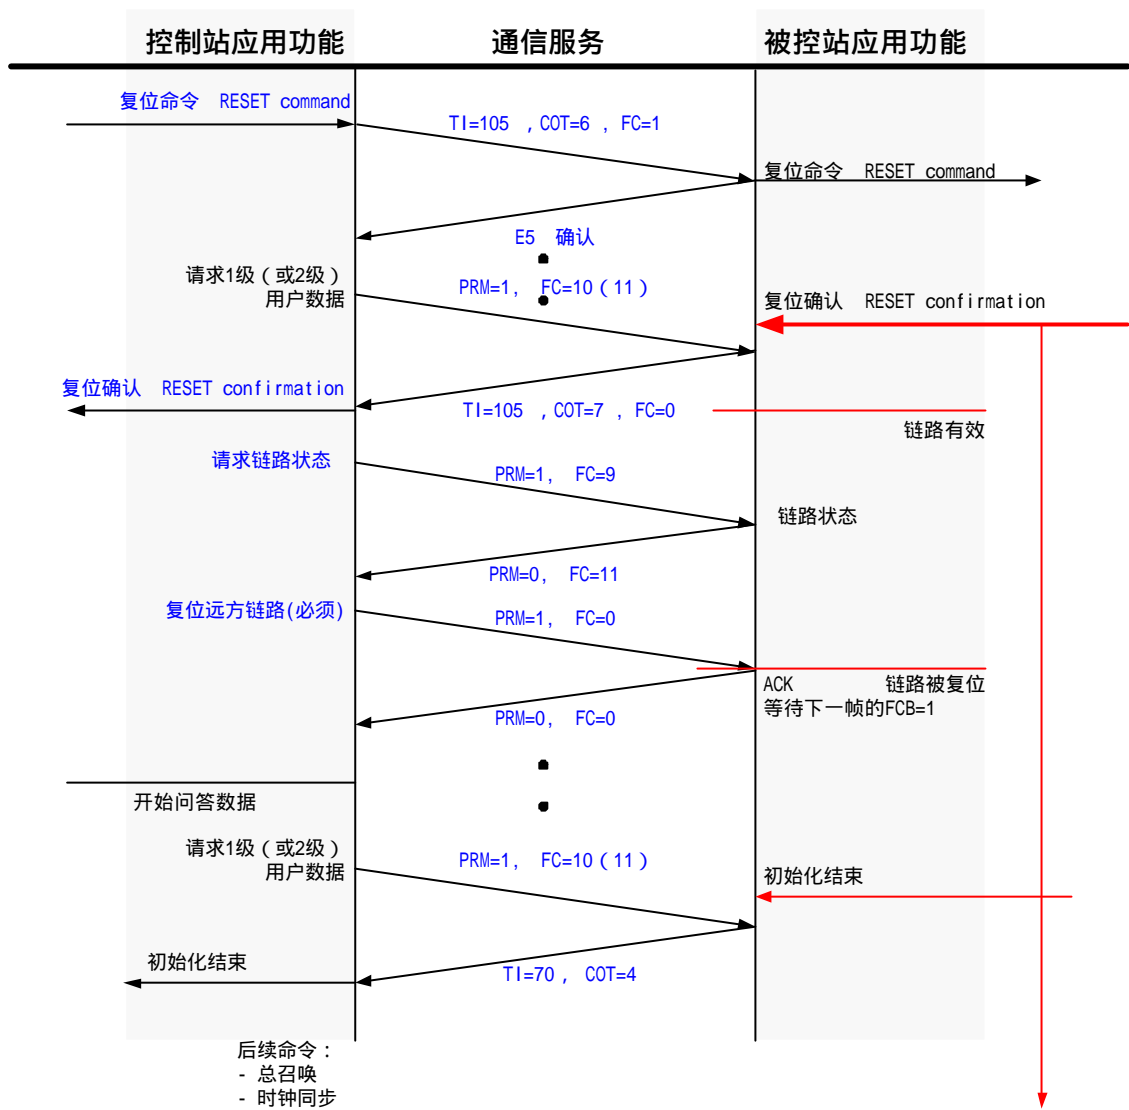 控制站应用功能 通信服务 被控站应用功能
复位命令 RESET command
TI=105 ,COT=6 , FC=1
复位命令 RESET command
E5 确认
请求1级(或2级)
用户数据
PRM=1, FC=10(11)
复位确认 RESET confirmation
复位确认 RESET confirmation
TI=105 ,COT=7 , FC=0
链路有效
请求链路状态
PRM=1, FC=9
链路状态
PRM=0, FC=11
复位远方链路(必须)
PRM=1, FC=0
ACK 链路被复位
等待下一帧的FCB=1
PRM=0, FC=0
开始问答数据
请求1级(或2级)
用户数据
PRM=1, FC=10(11)
初始化结束
初始化结束
TI=70 , COT=4
后续命令:
- 总召唤
- 时钟同步